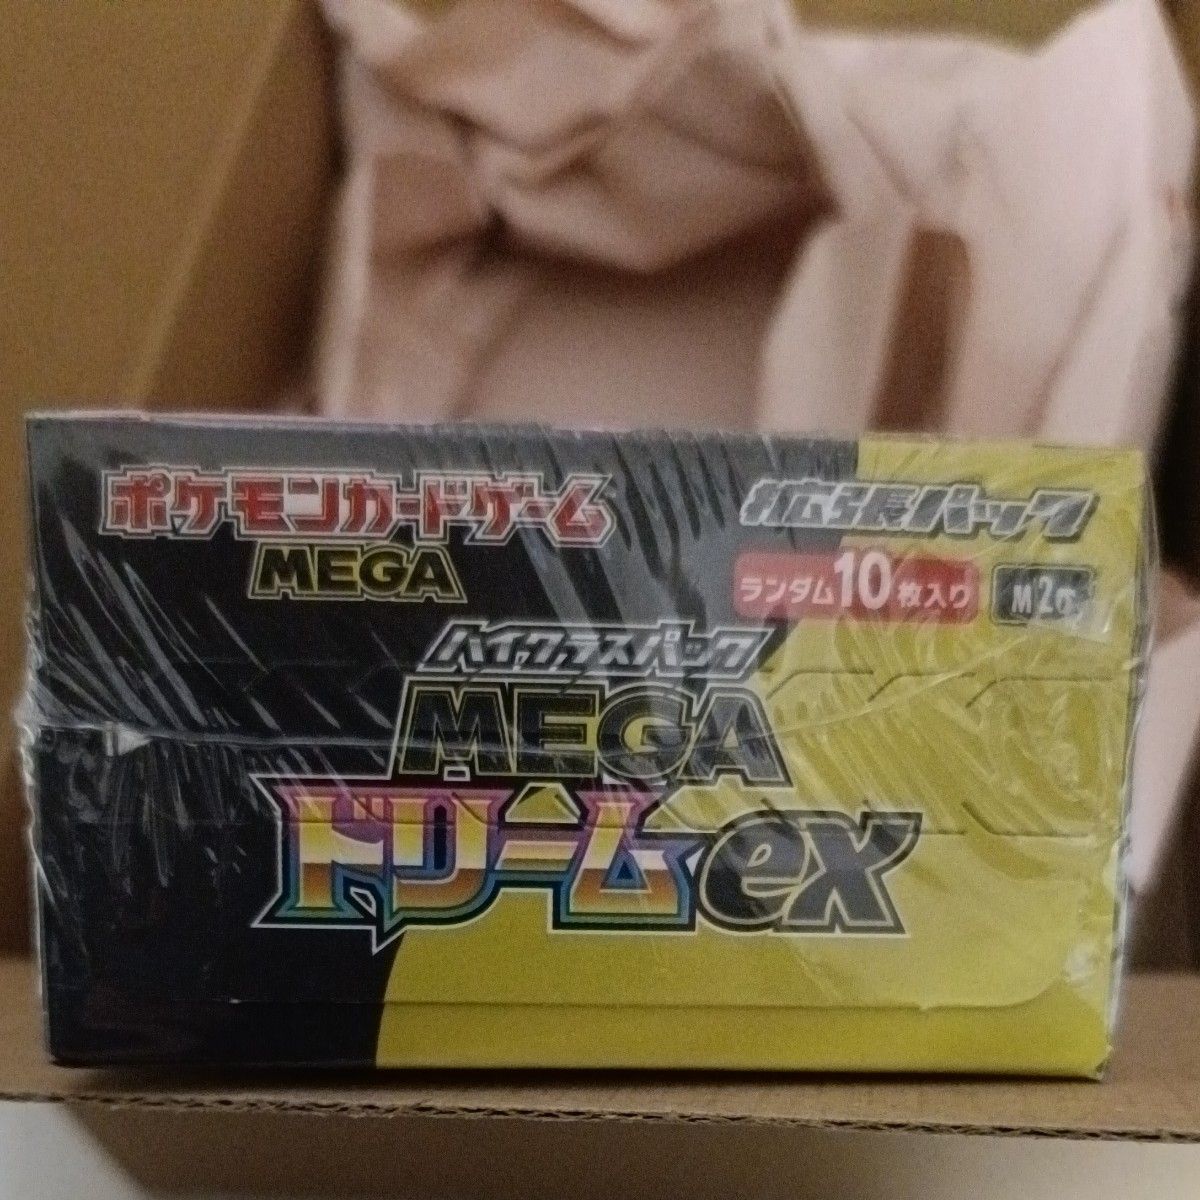 ポケモンカードゲーム
MEGA
拡張パック
ランダム10枚入り
M2a
ハイクラスパック
MEGA
ドリームex